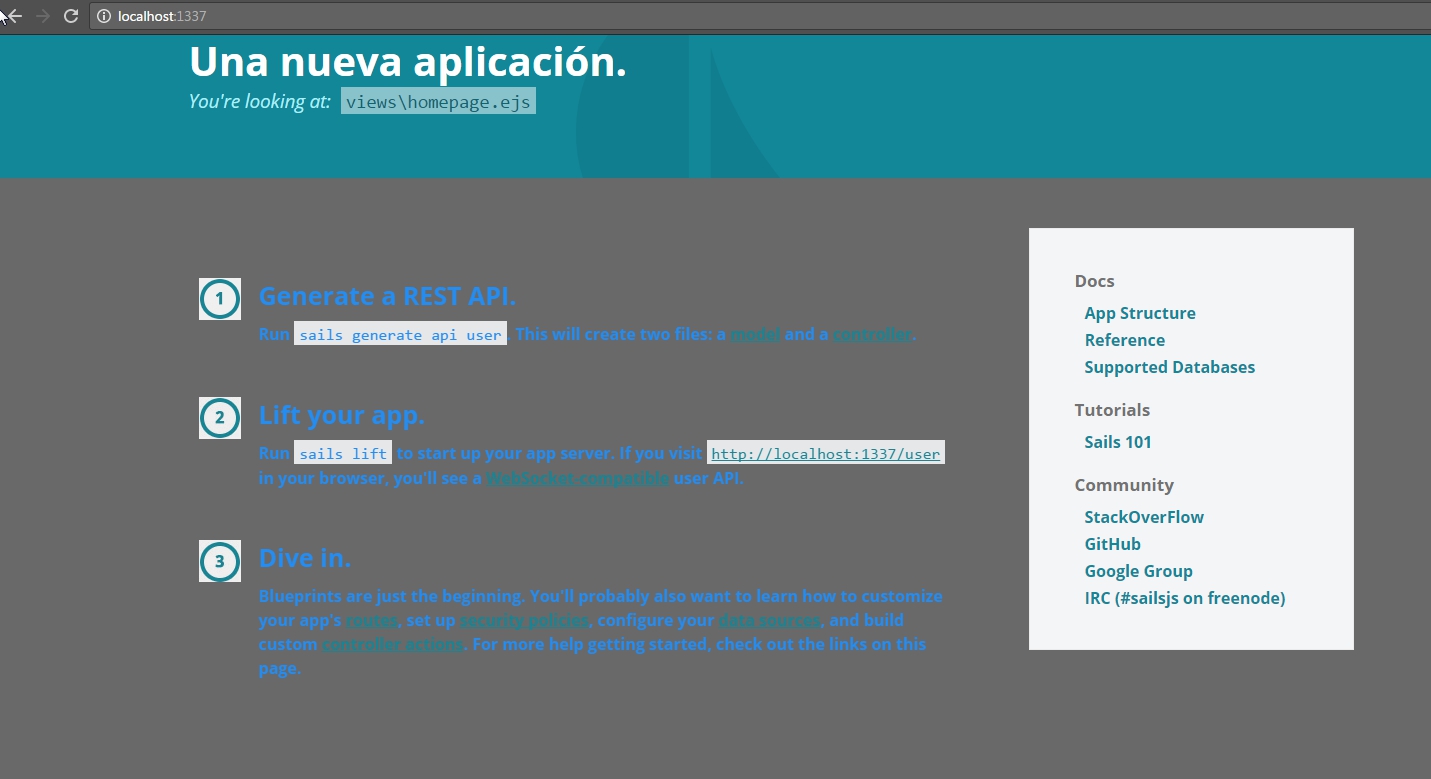 localhost:1337
Una nueva aplicación.
You're looking at: views\homepage.ejs
1 Generate a REST API.
Run sails generate api user. This will create two files: a model and a controller.
2 Lift your app.
Run sails lift to start up your app server. If you visit http://localhost:1337/user
in your browser, you'll see a WebSocket-compatible user API.
3 Dive in.
Blueprints are just the beginning. You'll probably also want to learn how to customize
your app's routes, set up security policies, configure your data sources, and build
custom controller actions. For more help getting started, check out the links on this
page.
Docs
App Structure
Reference
Supported Databases
Tutorials
Sails 101
Community
StackOverFlow
GitHub
Google Group
IRC (#sailsjs on freenode)